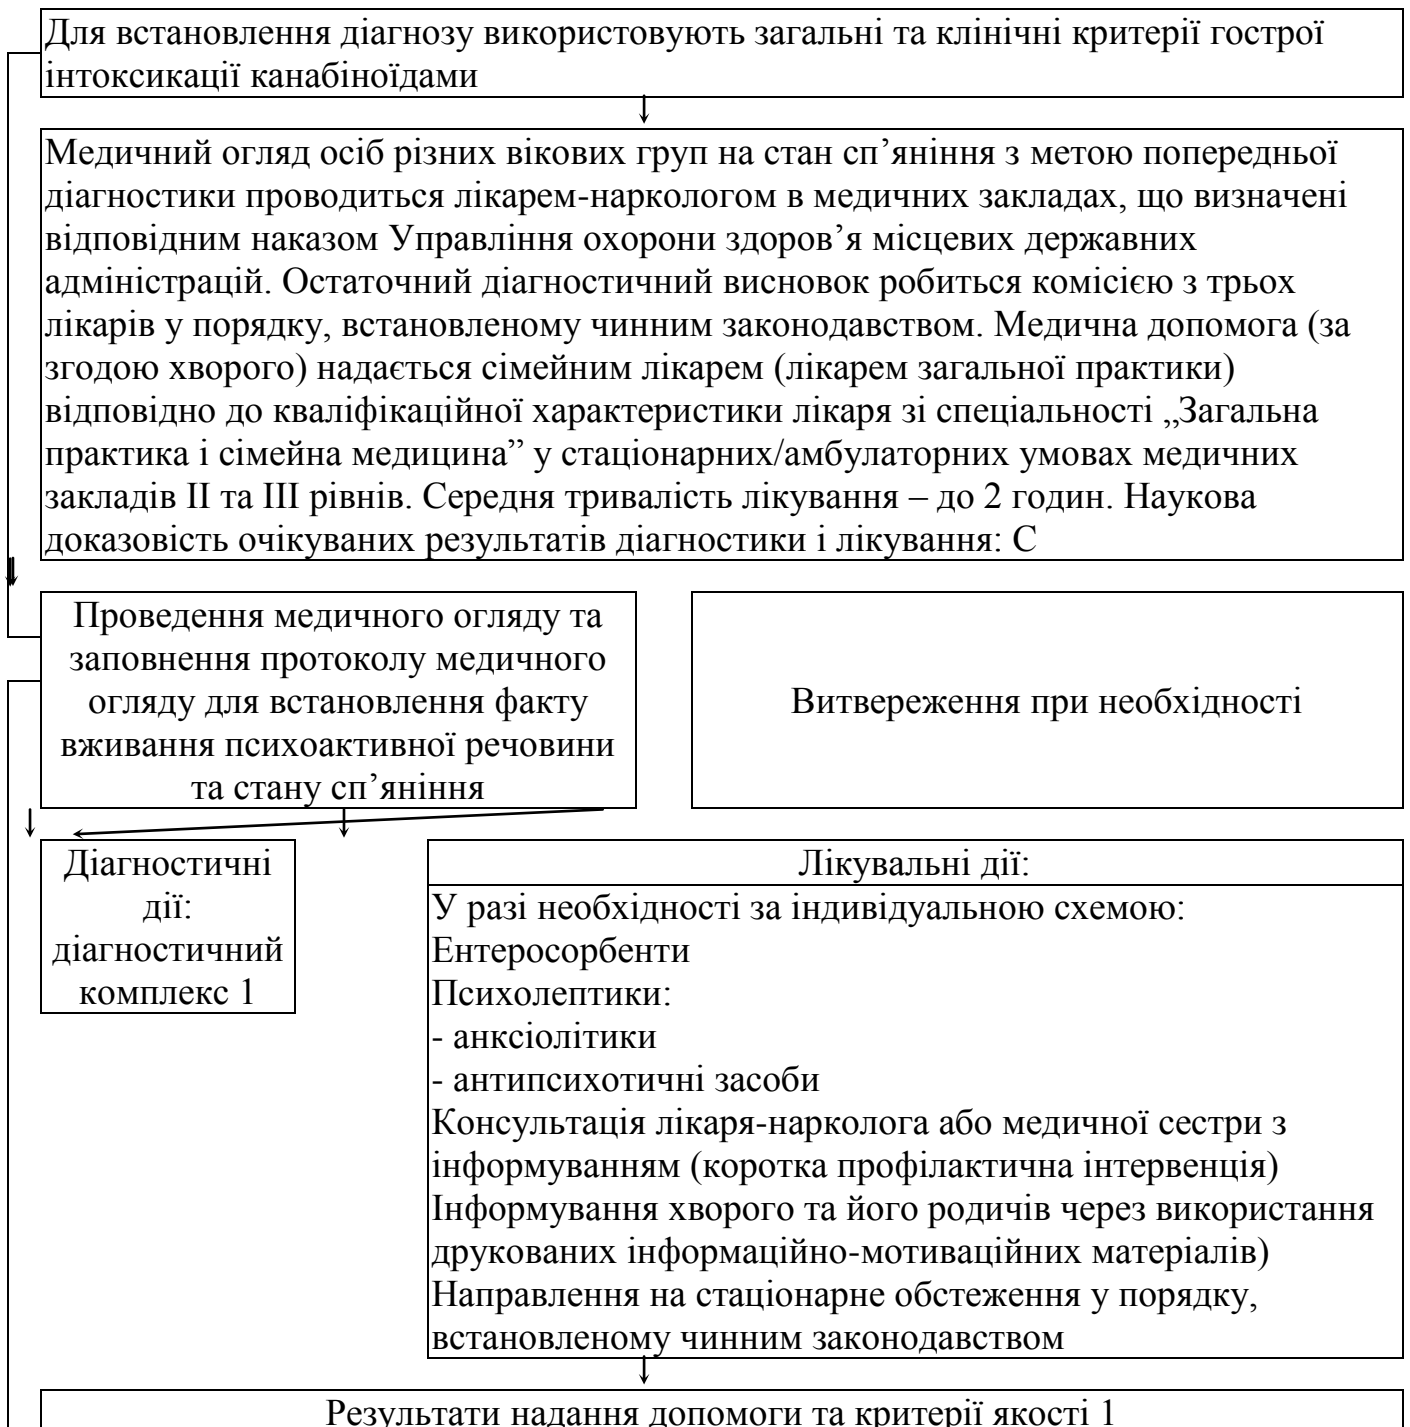 Для встановлення діагнозу використовують загальні та клінічні критерії гострої
інтоксикації канабіноїдами
Медичний огляд осіб різних вікових груп на стан сп’яніння з метою попередньої
діагностики проводиться лікарем-наркологом в медичних закладах, що визначені
відповідним наказом Управління охорони здоров’я місцевих державних
адміністрацій. Остаточний діагностичний висновок робиться комісією з трьох
лікарів у порядку, встановленому чинним законодавством. Медична допомога (за
згодою хворого) надається сімейним лікарем (лікарем загальної практики)
відповідно до кваліфікаційної характеристики лікаря зі спеціальності „Загальна
практика і сімейна медицина” у стаціонарних/амбулаторних умовах медичних
закладів ІІ та ІІІ рівнів. Середня тривалість лікування – до 2 годин. Наукова
доказовість очікуваних результатів діагностики і лікування: С
Проведення медичного огляду та
заповнення протоколу медичного
огляду для встановлення факту
вживання психоактивної речовини
та стану сп’яніння
Витвереження при необхідності
Діагностичні
дії:
діагностичний
комплекс 1
Лікувальні дії:
У разі необхідності за індивідуальною схемою:
Ентеросорбенти
Психолептики:
- анксіолітики
- антипсихотичні засоби
Консультація лікаря-нарколога або медичної сестри з
інформуванням (коротка профілактична інтервенція)
Інформування хворого та його родичів через використання
друкованих інформаційно-мотиваційних матеріалів)
Направлення на стаціонарне обстеження у порядку,
встановленому чинним законодавством
Результати надання допомоги та критерії якості 1